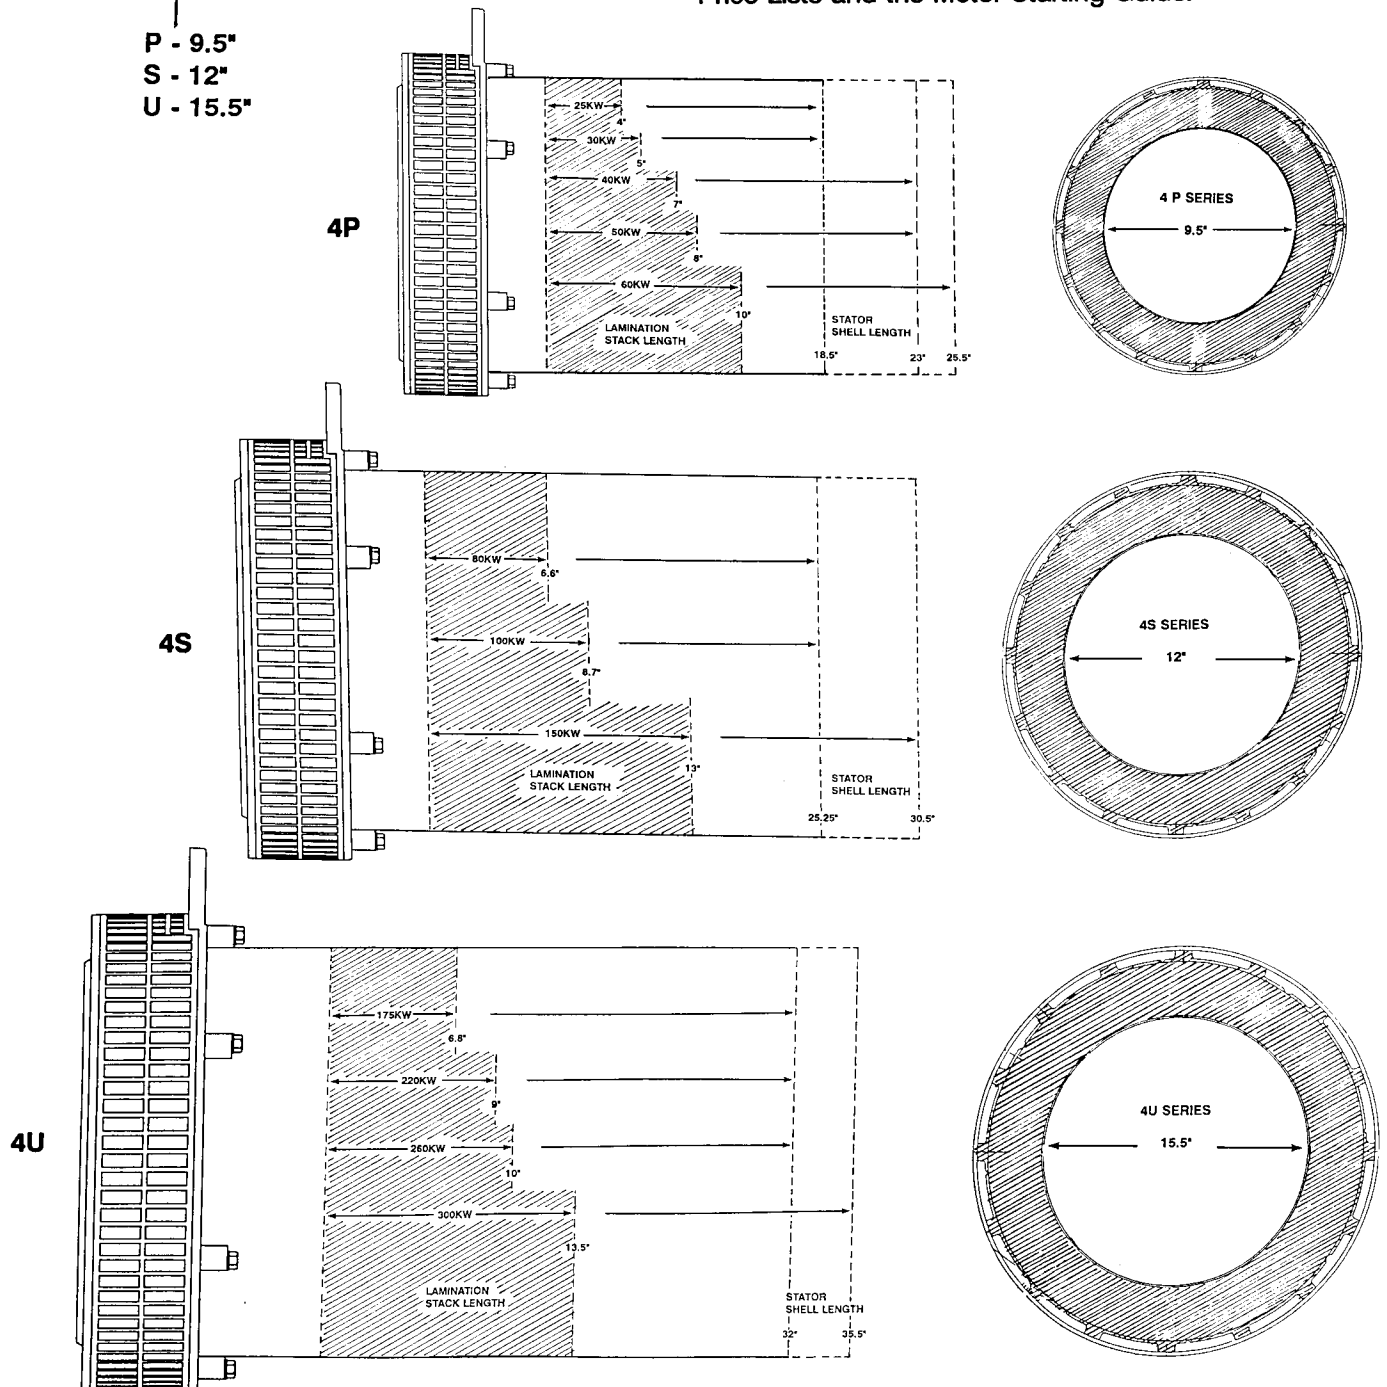 Price Lists and the Motor Starting Guide.
P - 9.5"
S - 12"
U - 15.5"
4P
25KW
4"
30KW
5"
40KW
7"
50KW
8"
60KW
10"
LAMINATION
STACK LENGTH
STATOR
SHELL LENGTH
18.5"
23"
25.5"
4 P SERIES
9.5"
4S
80KW
6.6"
100KW
8.7"
150KW
13"
LAMINATION
STACK LENGTH
STATOR
SHELL LENGTH
25.25"
30.5"
4S SERIES
12"
4U
175KW
6.8"
220KW
9"
260KW
10"
300KW
13.5"
LAMINATION
STACK LENGTH
STATOR
SHELL LENGTH
32"
35.5"
4U SERIES
15.5"